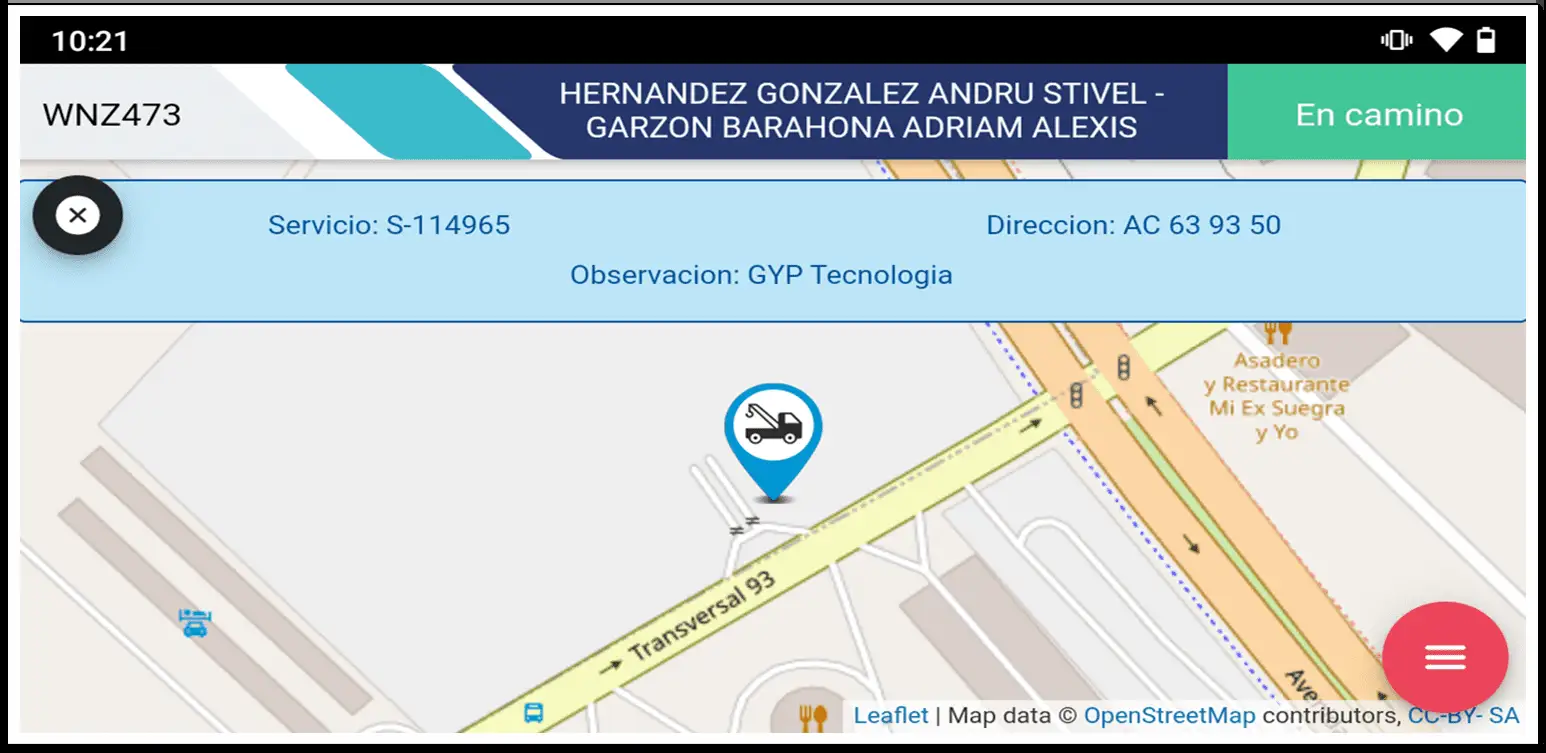 10:21
WNZ473
HERNANDEZ GONZALEZ ANDRU STIVEL -
GARZON BARAHONA ADRIAM ALEXIS
En camino
Servicio: S-114965
Direccion: AC 63 93 50
Observacion: GYP Tecnologia
Asadero
y Restaurante
Mi Ex Suegra
y Yo
Transversal 93
Leaflet | Map data © OpenStreetMap contributors, CC-BY- SA